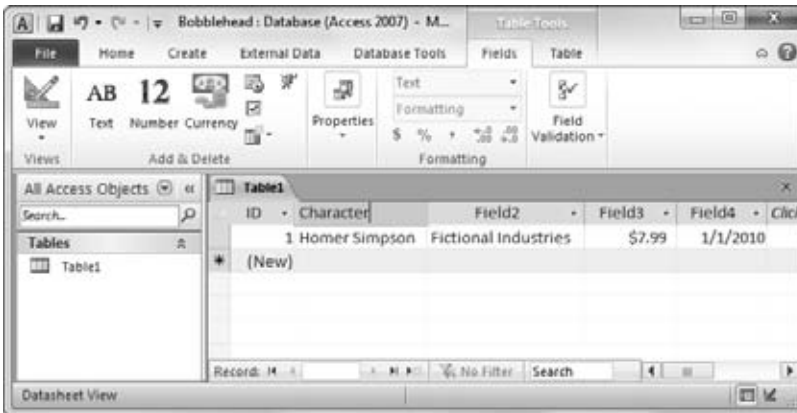 Bobblehead : Database (Access 2007) - M...
Table Tools
File Home Create External Data Database Tools Fields Table
View
Views
AB Text
12 Number
Currency
Add & Delete
Properties
Text
Formatting
$ % ,
Formatting
Field Validation
All Access Objects
Search...
Tables
Table1
Table1
ID Character Field2 Field3 Field4 Clic
1 Homer Simpson Fictional Industries $7.99 1/1/2010
* (New)
Record: No Filter Search
Datasheet View